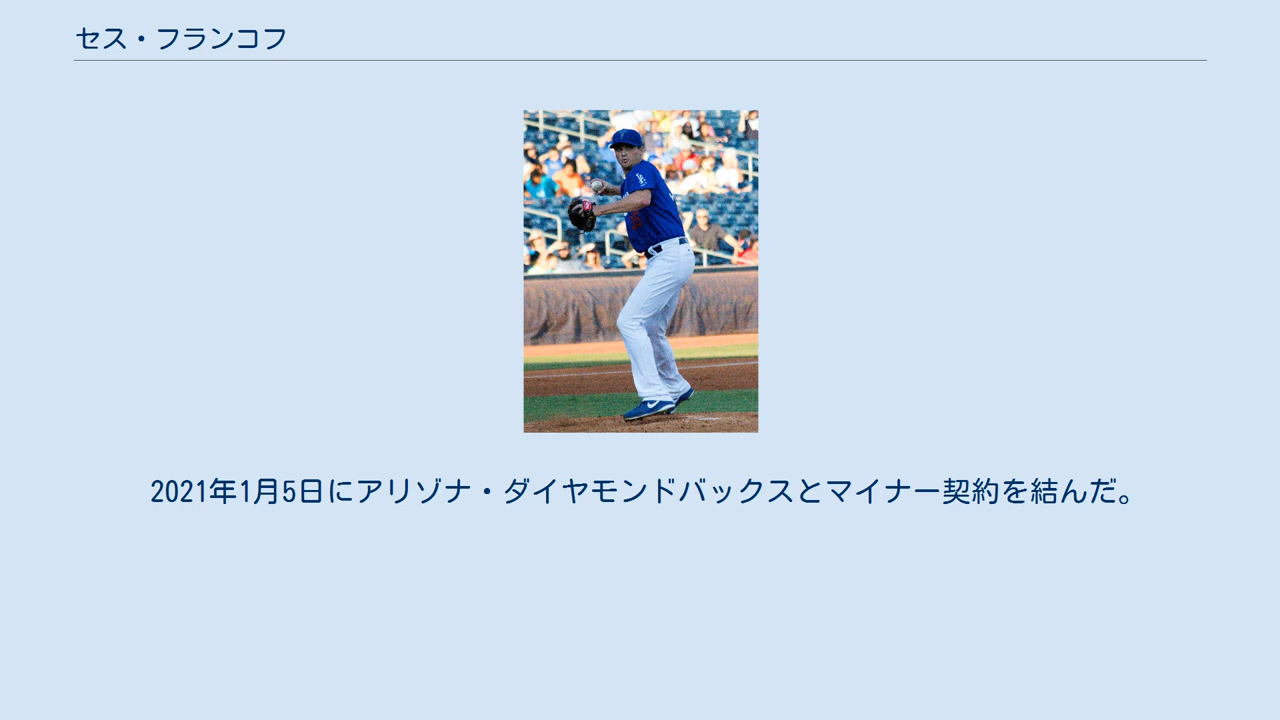 セス・フランコフ
2021年1月5日にアリゾナ・ダイヤモンドバックスとマイナー契約を結んだ。